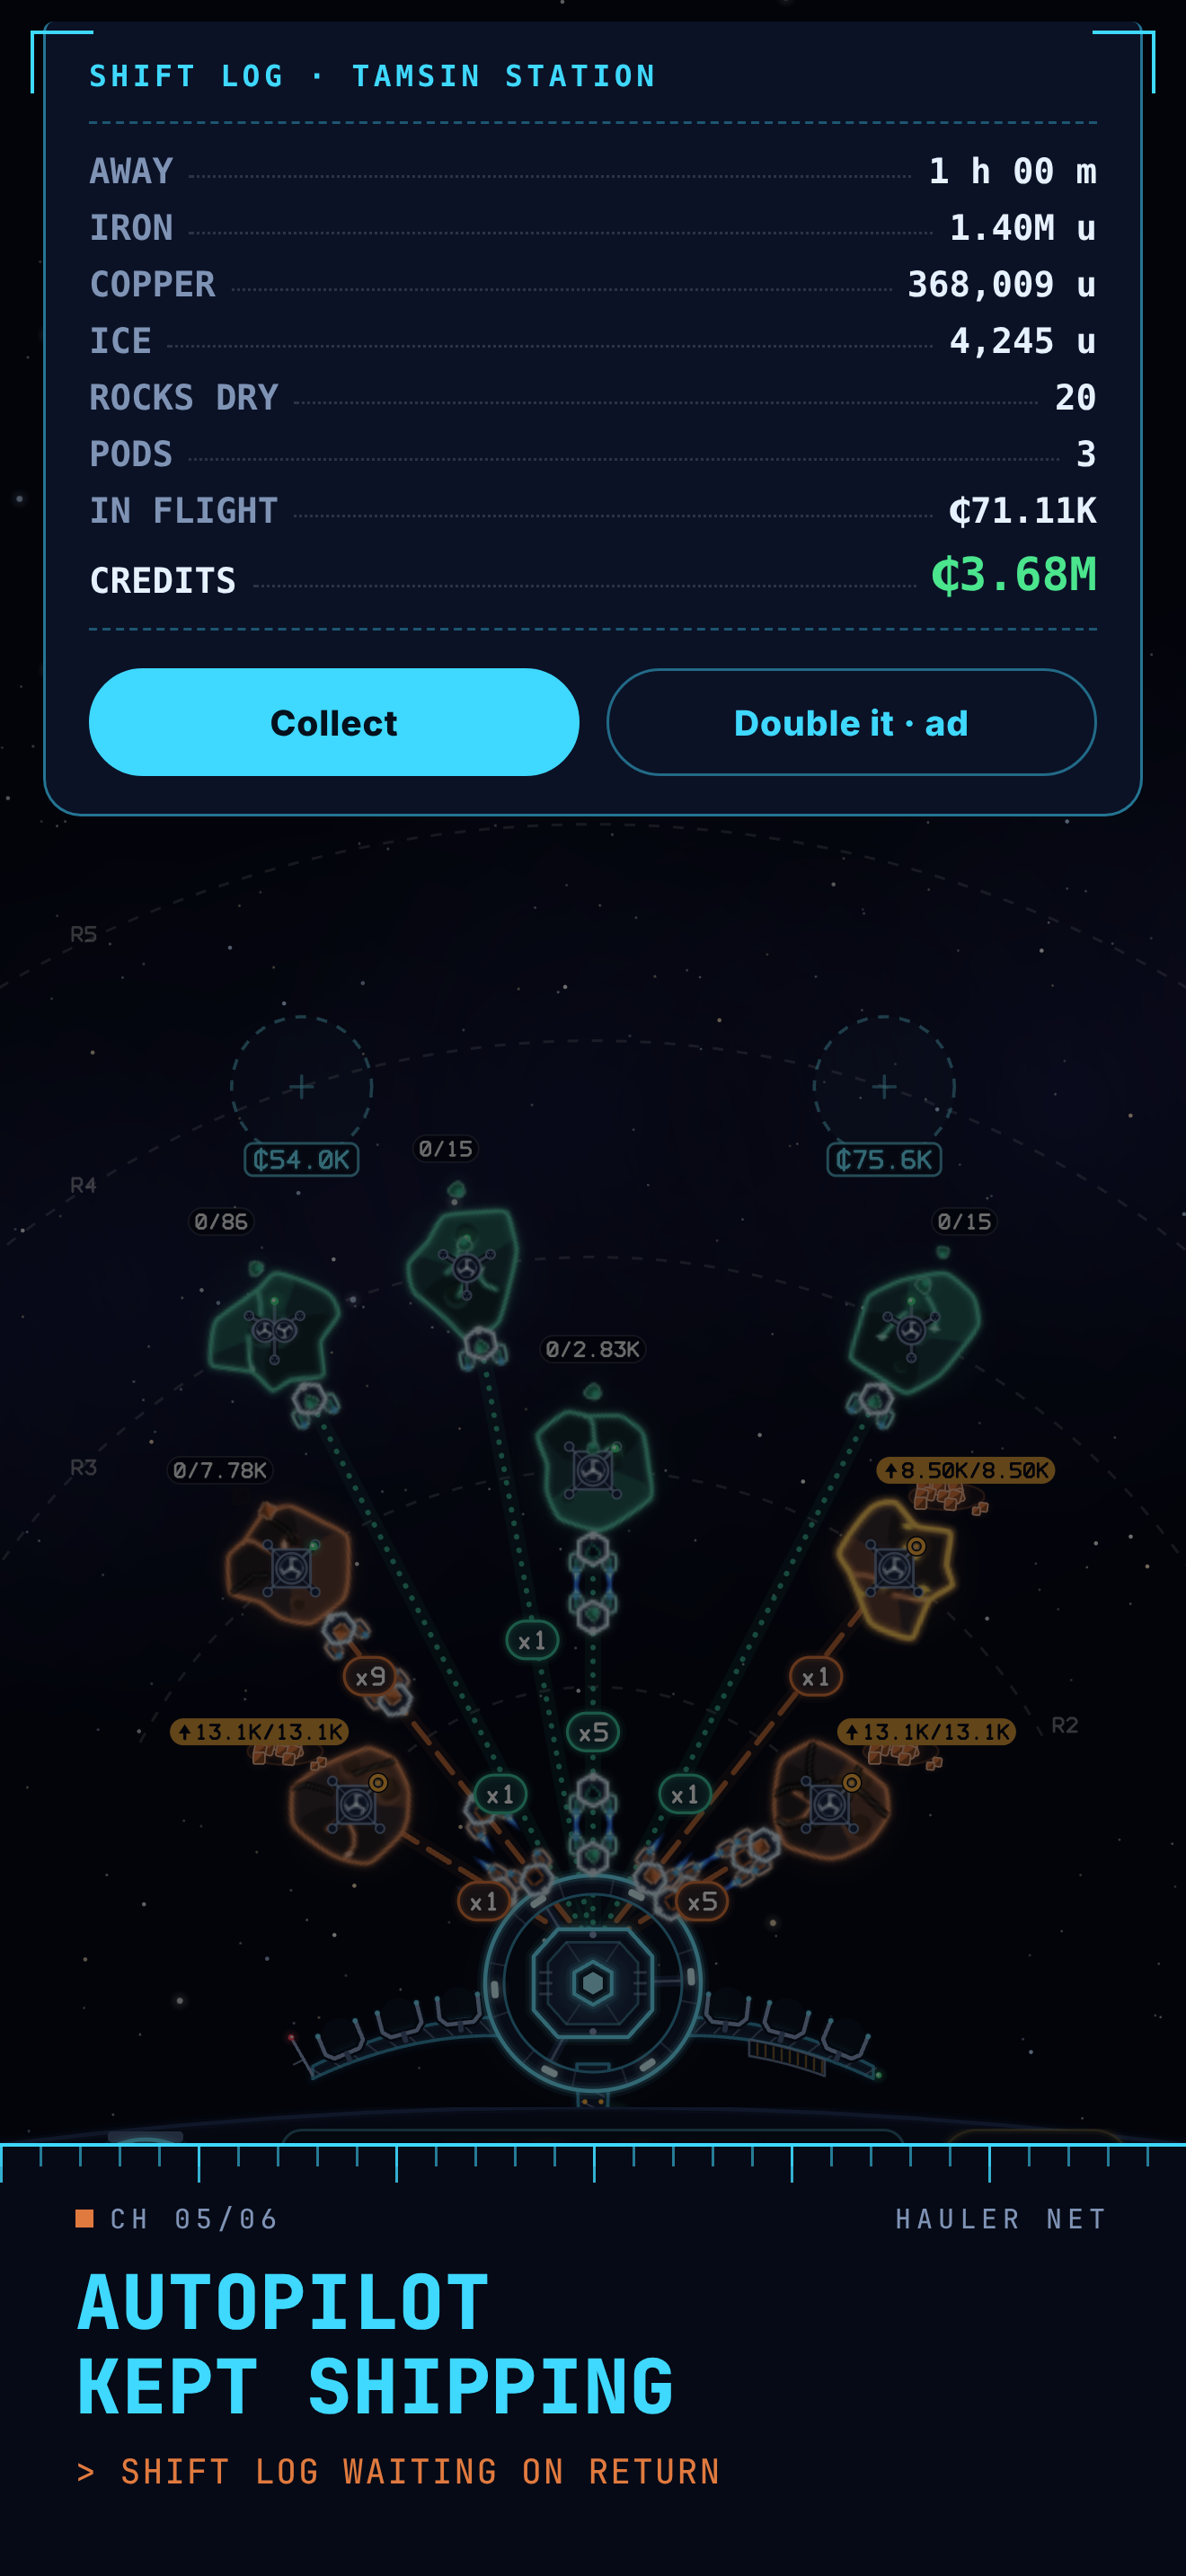 SHIFT LOG · TAMSIN STATION
AWAY 1 h 00 m
IRON 1.40M u
COPPER 368,009 u
ICE 4,245 u
ROCKS DRY 20
PODS 3
IN FLIGHT ₵71.11K
CREDITS ₵3.68M
Collect
Double it · ad
R5
₵54.0K
0/15
₵75.6K
R4
0/86
0/15
0/2.83K
R3
0/7.78K
8.50K/8.50K
x1
x9
x1
13.1K/13.1K
x5
13.1K/13.1K
R2
x1
x1
x1
x5
CH 05/06
HAULER NET
AUTOPILOT
KEPT SHIPPING
> SHIFT LOG WAITING ON RETURN